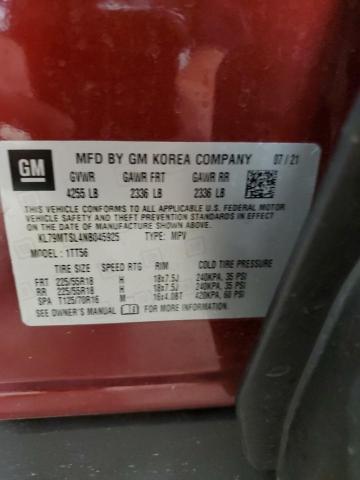 GM MFD BY GM KOREA COMPANY 07/21
GVWR GAWR FRT GAWR RR
4255 LB 2336 LB 2336 LB
THIS VEHICLE CONFORMS TO ALL APPLICABLE U.S. FEDERAL MOTOR
VEHICLE SAFETY AND THEFT PREVENTION STANDARDS IN EFFECT
ON THE DATE OF MANUFACTURE SHOWN ABOVE.
KL79MTSL4NB045925 TYPE: MPV
MODEL: 1TT56
TIRE SIZE SPEED RTG RIM COLD TIRE PRESSURE
FRT 225/55R18 H 18x7.5J 240KPA, 35 PSI
RR 225/55R18 H 18x7.5J 240KPA, 35 PSI
SPA T125/70R16 M 16x4.0BT 420KPA, 60 PSI
SEE OWNER'S MANUAL FOR MORE INFORMATION.